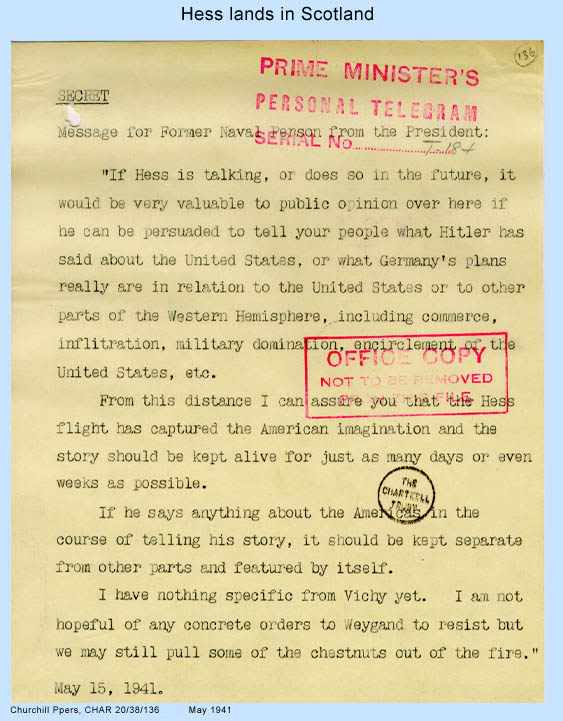 Hess lands in Scotland
136
PRIME MINISTER'S
PERSONAL TELEGRAM
SERIAL No.............T.184
SECRET
Message for Former Naval Person from the President:
"If Hess is talking, or does so in the future, it
would be very valuable to public opinion over here if
he can be persuaded to tell your people what Hitler has
said about the United States, or what Germany's plans
really are in relation to the United States or to other
parts of the Western Hemisphere, including commerce,
inflitration, military domination, encirclement of the
United States, etc.
OFFICE COPY
NOT TO BE REMOVED
FILE
From this distance I can assure you that the Hess
flight has captured the American imagination and the
story should be kept alive for just as many days or even
weeks as possible.
THE
CHARTWELL
TRUST
If he says anything about the Americas in the
course of telling his story, it should be kept separate
from other parts and featured by itself.
I have nothing specific from Vichy yet. I am not
hopeful of any concrete orders to Weygand to resist but
we may still pull some of the chestnuts out of the fire."
May 15, 1941.
Churchill Ppers, CHAR 20/38/136 May 1941